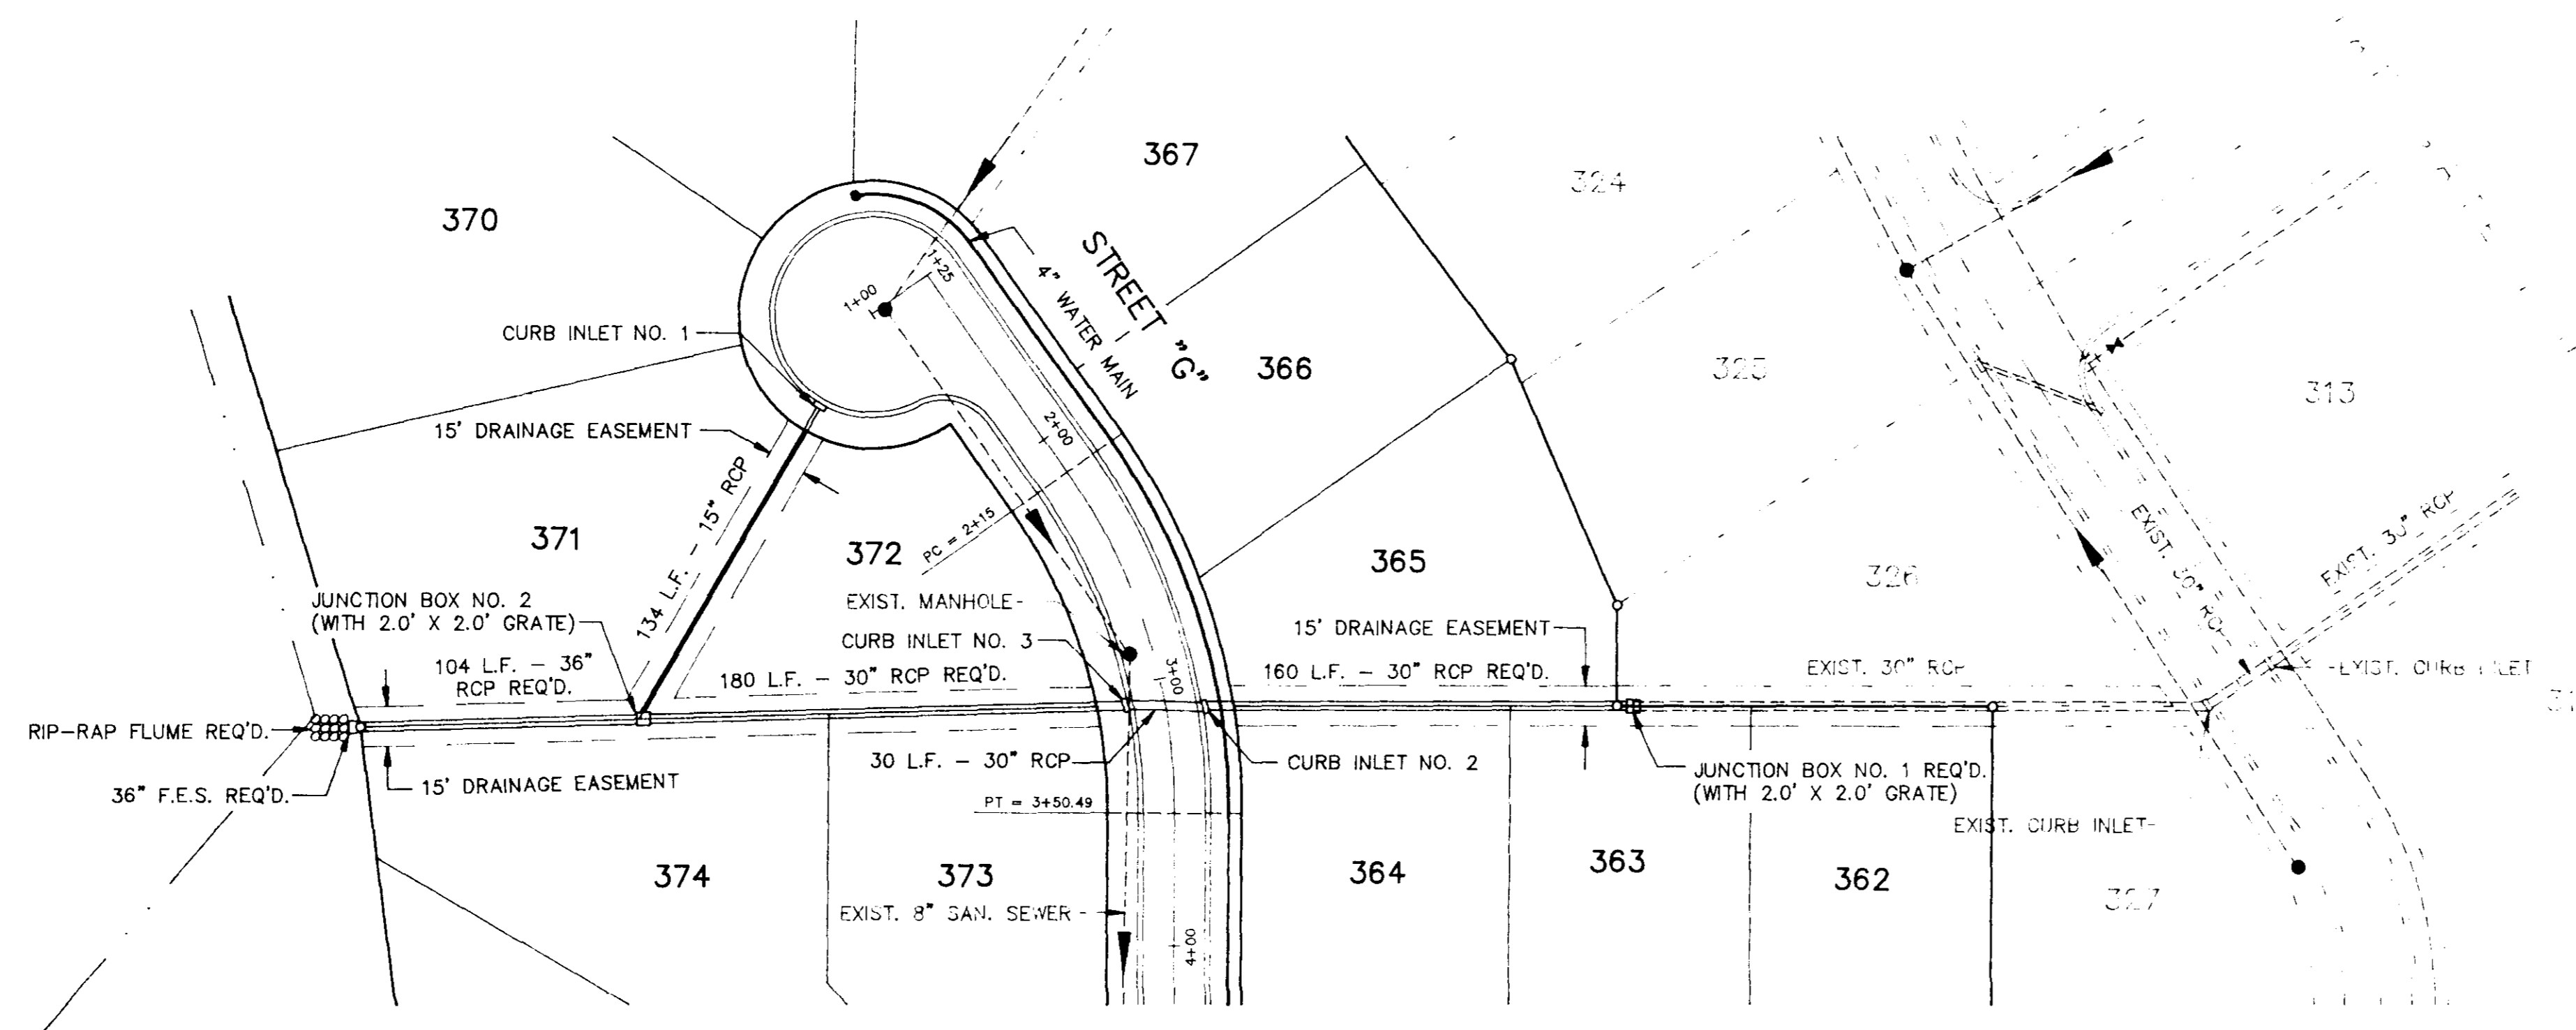 367
324
370
STREET "G"
1+25
1+00
4" WATER MAIN
CURB INLET NO. 1
366
325
313
15' DRAINAGE EASEMENT
2+00
134 L.F. - 15" RCP
EXIST. 30" RCP
EXIST. 30" RCP
371
372
PC = 2+15
365
326
JUNCTION BOX NO. 2
(WITH 2.0' X 2.0' GRATE)
EXIST. MANHOLE
CURB INLET NO. 3
15' DRAINAGE EASEMENT
104 L.F. - 36"
RCP REQ'D.
180 L.F. - 30" RCP REQ'D.
3+00
160 L.F. - 30" RCP REQ'D.
EXIST. 30" RCP
EXIST. CURB INLET
RIP-RAP FLUME REQ'D.
30 L.F. - 30" RCP
CURB INLET NO. 2
36" F.E.S. REQ'D.
15' DRAINAGE EASEMENT
JUNCTION BOX NO. 1 REQ'D.
(WITH 2.0' X 2.0' GRATE)
PT = 3+50.49
EXIST. CURB INLET
374
373
364
363
362
327
EXIST. 8" SAN. SEWER
4+00